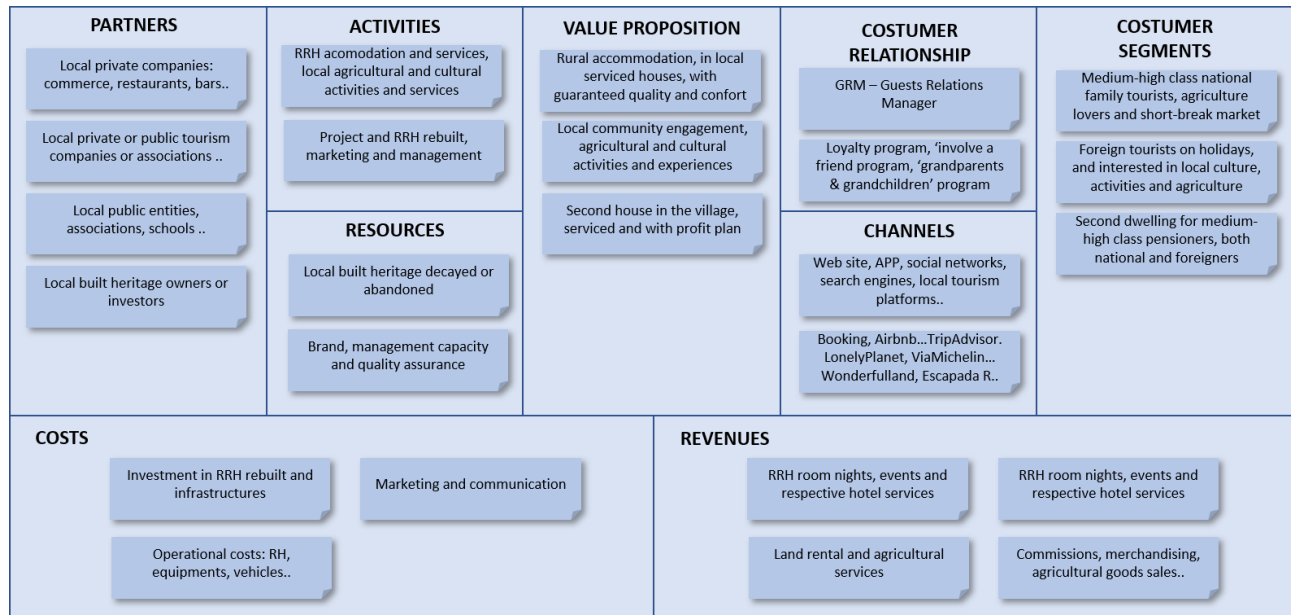 PARTNERS
Local private companies:
commerce, restaurants, bars..
Local private or public tourism
companies or associations ..
Local public entities,
associations, schools ..
Local built heritage owners or
investors
ACTIVITIES
RRH acomodation and services,
local agricultural and cultural
activities and services
Project and RRH rebuilt,
marketing and management
RESOURCES
Local built heritage decayed or
abandoned
Brand, management capacity
and quality assurance
VALUE PROPOSITION
Rural accommodation, in local
serviced houses, with
guaranteed quality and confort
Local community engagement,
agricultural and cultural
activities and experiences
Second house in the village,
serviced and with profit plan
COSTUMER
RELATIONSHIP
GRM – Guests Relations
Manager
Loyalty program, ‘involve a
friend program, ‘grandparents
& grandchildren’ program
CHANNELS
Web site, APP, social networks,
search engines, local tourism
platforms..
Booking, Airbnb...TripAdvisor.
LonelyPlanet, ViaMichelin...
Wonderfulland, Escapada R..
COSTUMER
SEGMENTS
Medium-high class national
family tourists, agriculture
lovers and short-break market
Foreign tourists on holidays,
and interested in local culture,
activities and agriculture
Second dwelling for medium-
high class pensioners, both
national and foreigners
COSTS
Investment in RRH rebuilt and
infrastructures
Marketing and communication
Operational costs: RH,
equipments, vehicles..
REVENUES
RRH room nights, events and
respective hotel services
RRH room nights, events and
respective hotel services
Land rental and agricultural
services
Commissions, merchandising,
agricultural goods sales..